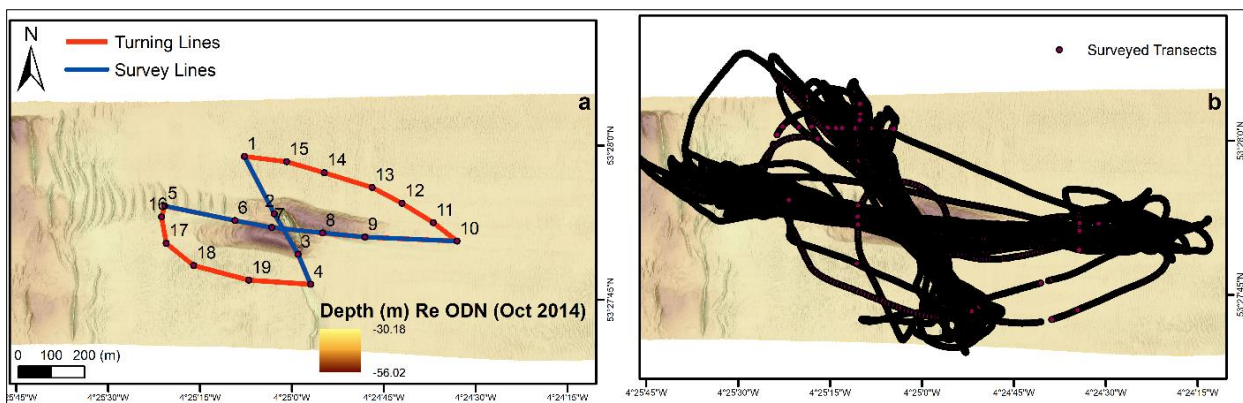 N
Turning Lines
Survey Lines
a
1
15
14
13
12
11
10
5
16
6
2
7
8
9
3
17
18
19
4
Depth (m) Re ODN (Oct 2014)
-30.18
-56.02
0 100 200 (m)
53°28'0"N
53°27'45"N
4°25'45"W 4°25'30"W 4°25'15"W 4°25'0"W 4°24'45"W 4°24'30"W 4°24'15"W
Surveyed Transects
b
53°28'0"N
53°27'45"N
4°25'45"W 4°25'30"W 4°25'15"W 4°25'0"W 4°24'45"W 4°24'30"W 4°24'15"W